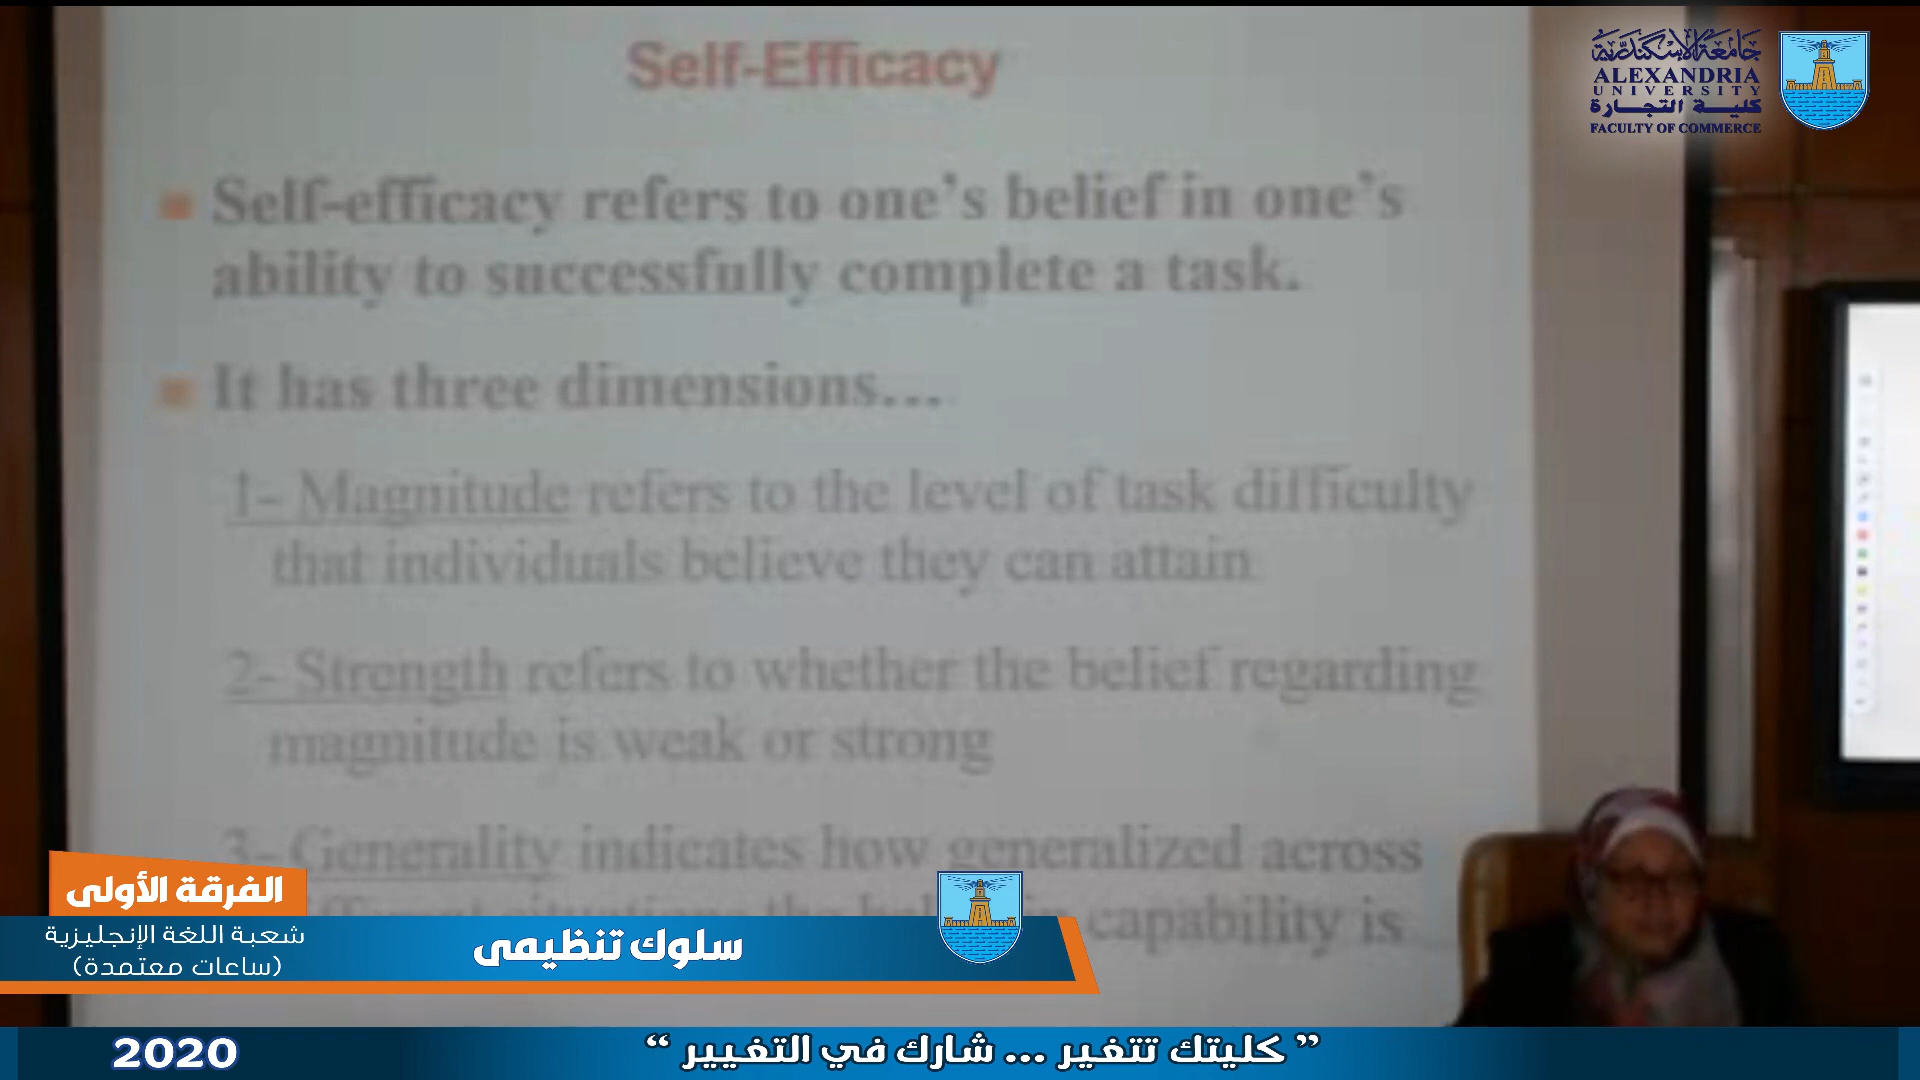 Self-Efficacy
جامعة الإسكندرية
ALEXANDRIA
UNIVERSITY
كلية التجارة
FACULTY OF COMMERCE
Self-efficacy refers to one's belief in one's
ability to successfully complete a task.
It has three dimensions...
1- Magnitude refers to the level of task difficulty
that individuals believe they can attain
2- Strength refers to whether the belief regarding
magnitude is weak or strong
3- Generality indicates how generalized across
capability is
الفرقة الأولى
شعبة اللغة الإنجليزية
(ساعات معتمدة)
سلوك تنظيمى
2020
” كليتك تتغير ... شارك في التغيير “